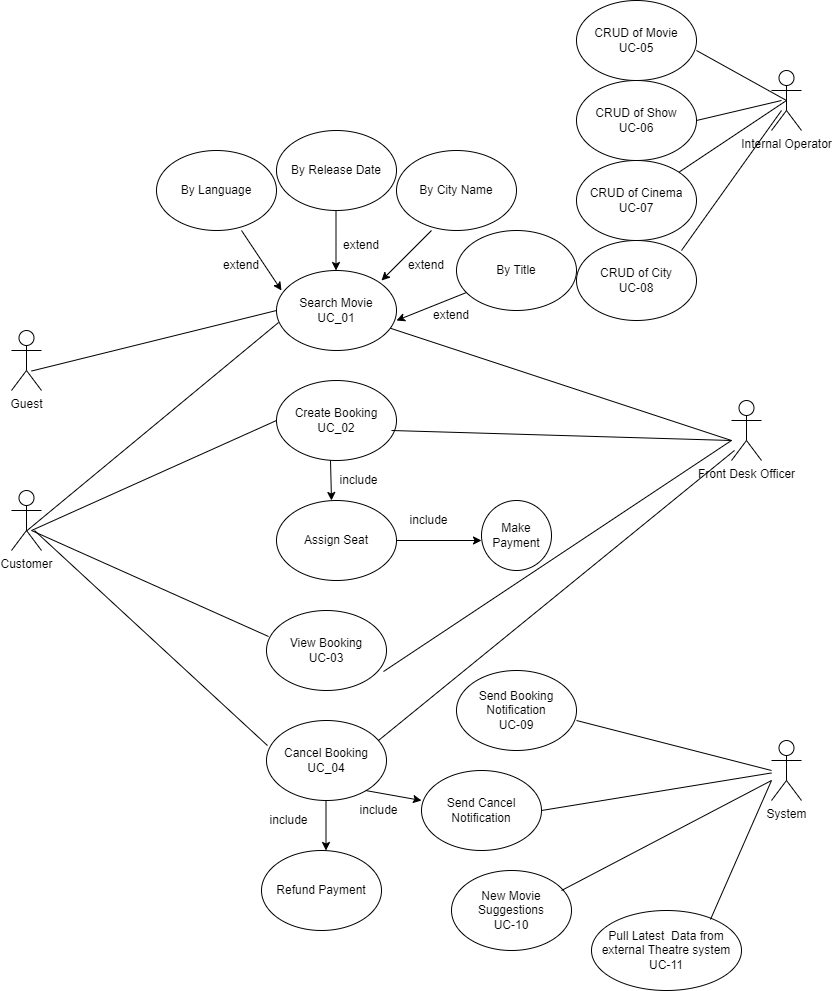 CRUD of Movie
UC-05
CRUD of Show
UC-06
Internal Operator
By Release Date
By Language
By City Name
CRUD of Cinema
UC-07
extend
extend
extend
By Title
CRUD of City
UC-08
Search Movie
UC_01
extend
Guest
Create Booking
UC_02
Front Desk Officer
include
Assign Seat
include
Make
Payment
Customer
View Booking
UC-03
Send Booking
Notification
UC-09
Cancel Booking
UC_04
include
include
Send Cancel
Notification
System
Refund Payment
New Movie
Suggestions
UC-10
Pull Latest  Data from
external Theatre system
UC-11